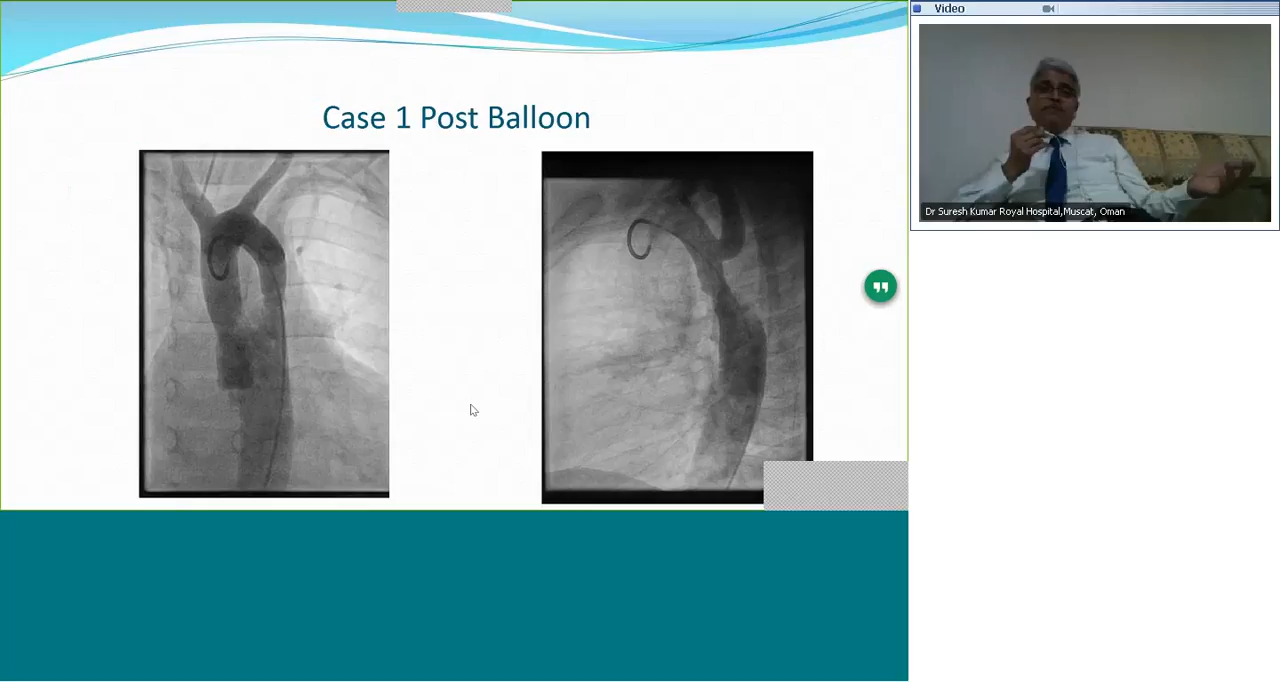 Case 1 Post Balloon
Video
Dr Suresh Kumar Royal Hospital,Muscat, Oman